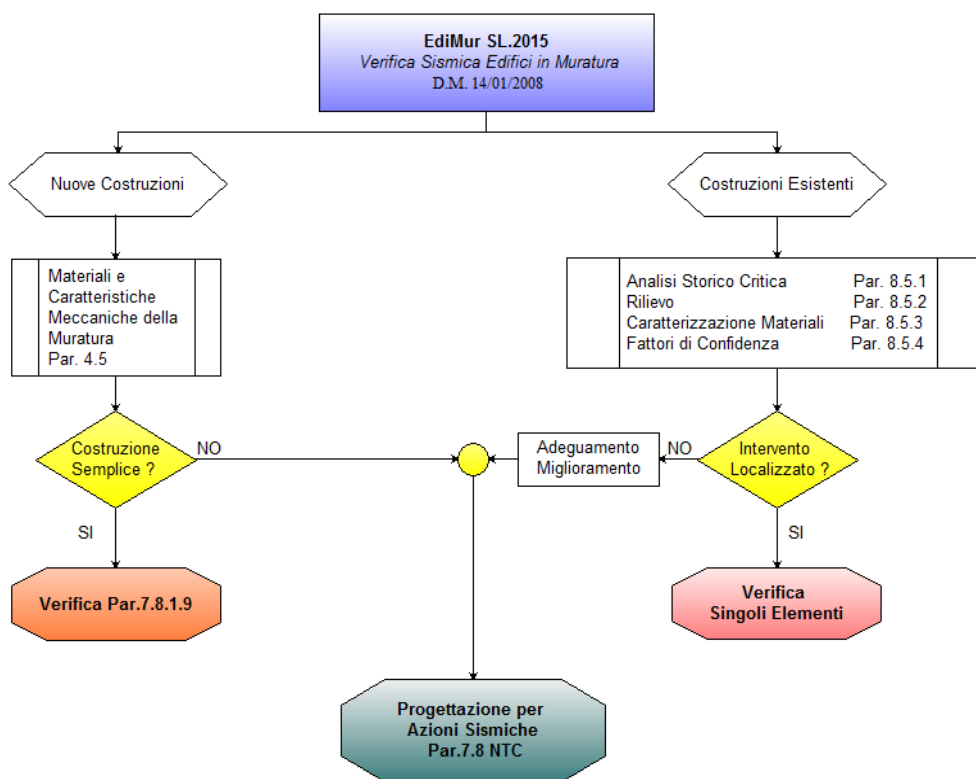 EdiMur SL.2015
Verifica Sismica Edifici in Muratura
D.M. 14/01/2008
Nuove Costruzioni
Costruzioni Esistenti
Materiali e
Caratteristiche
Meccaniche della
Muratura
Par. 4.5
Analisi Storico Critica Par. 8.5.1
Rilievo Par. 8.5.2
Caratterizzazione Materiali Par. 8.5.3
Fattori di Confidenza Par. 8.5.4
Costruzione
Semplice ?
NO
SI
Adeguamento
Miglioramento
NO
Intervento
Localizzato ?
SI
Verifica Par.7.8.1.9
Verifica
Singoli Elementi
Progettazione per
Azioni Sismiche
Par.7.8 NTC